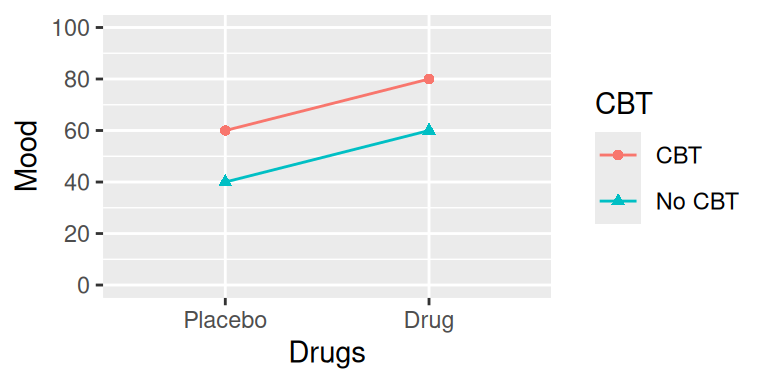 100
80
60
40
20
0
Mood
Placebo Drug
Drugs
CBT
CBT
No CBT